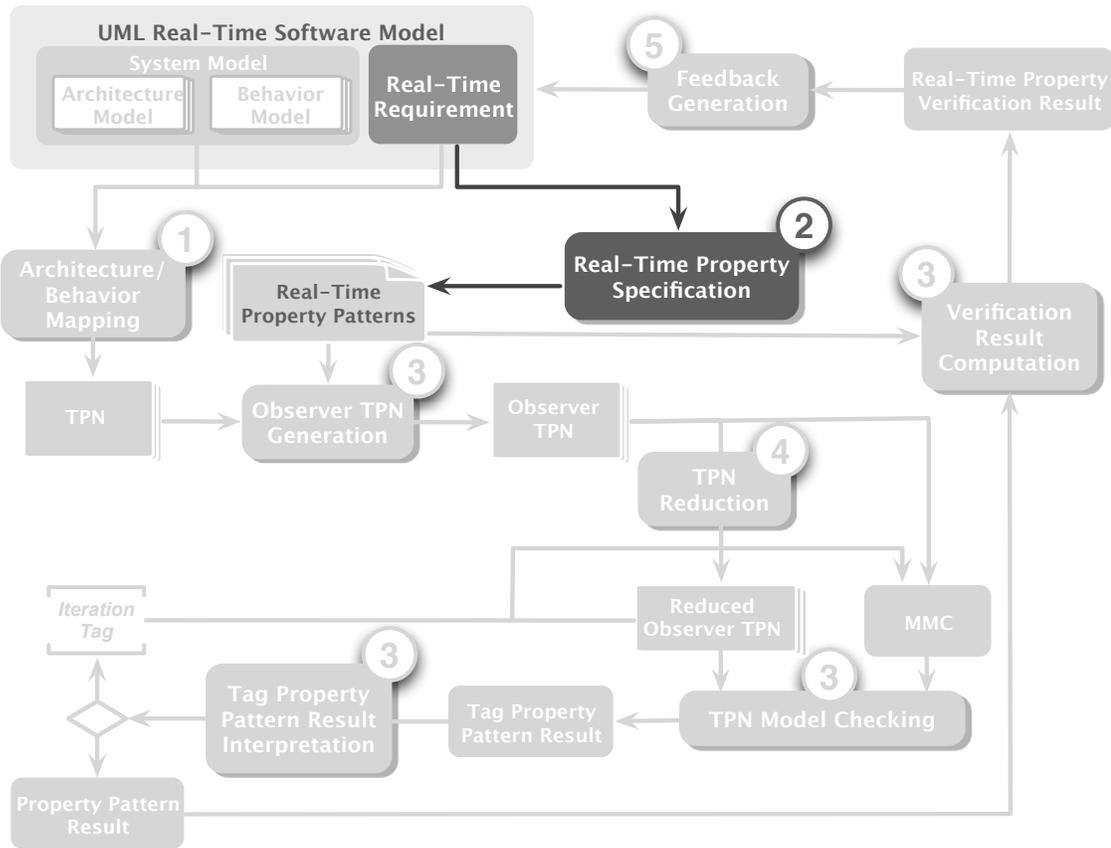 UML Real-Time Software Model
System Model
Architecture
Model
Behavior
Model
Real-Time
Requirement
5
Feedback
Generation
Real-Time Property
Verification Result
1
Architecture/
Behavior
Mapping
Real-Time
Property Patterns
2
Real-Time Property
Specification
3
Verification
Result
Computation
TPN
3
Observer TPN
Generation
Observer
TPN
4
TPN
Reduction
Iteration
Tag
Reduced
Observer TPN
MMC
3
Tag Property
Pattern Result
Interpretation
Tag Property
Pattern Result
3
TPN Model Checking
Property Pattern
Result